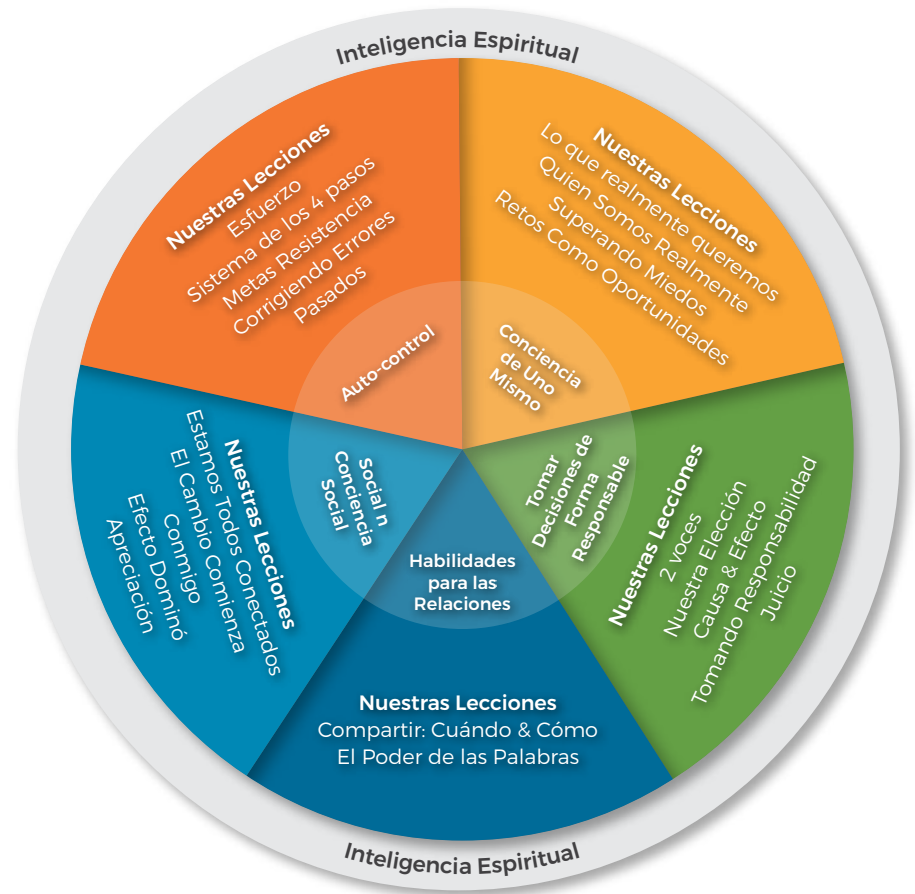 Inteligencia Espiritual
Nuestras Lecciones
Esfuerzo
Sistema de los 4 pasos
Metas Resistencia
Corrigiendo Errores
Pasados
Auto-control
Nuestras Lecciones
Lo que realmente queremos
Quien Somos Realmente
Superando Miedos
Retos Como Oportunidades
Conciencia
de Uno
Mismo
Nuestras Lecciones
Estamos Todos Conectados
El Cambio Comienza
Conmigo
Efecto Dominó
Apreciación
Social n
Conciencia
Social
Tomar
Decisiones de
Forma
Responsable
Nuestras Lecciones
2 voces
Nuestra Elección
Causa & Efecto
Tomando Responsabilidad
Juicio
Habilidades
para las
Relaciones
Nuestras Lecciones
Compartir: Cuándo & Cómo
El Poder de las Palabras
Inteligencia Espiritual